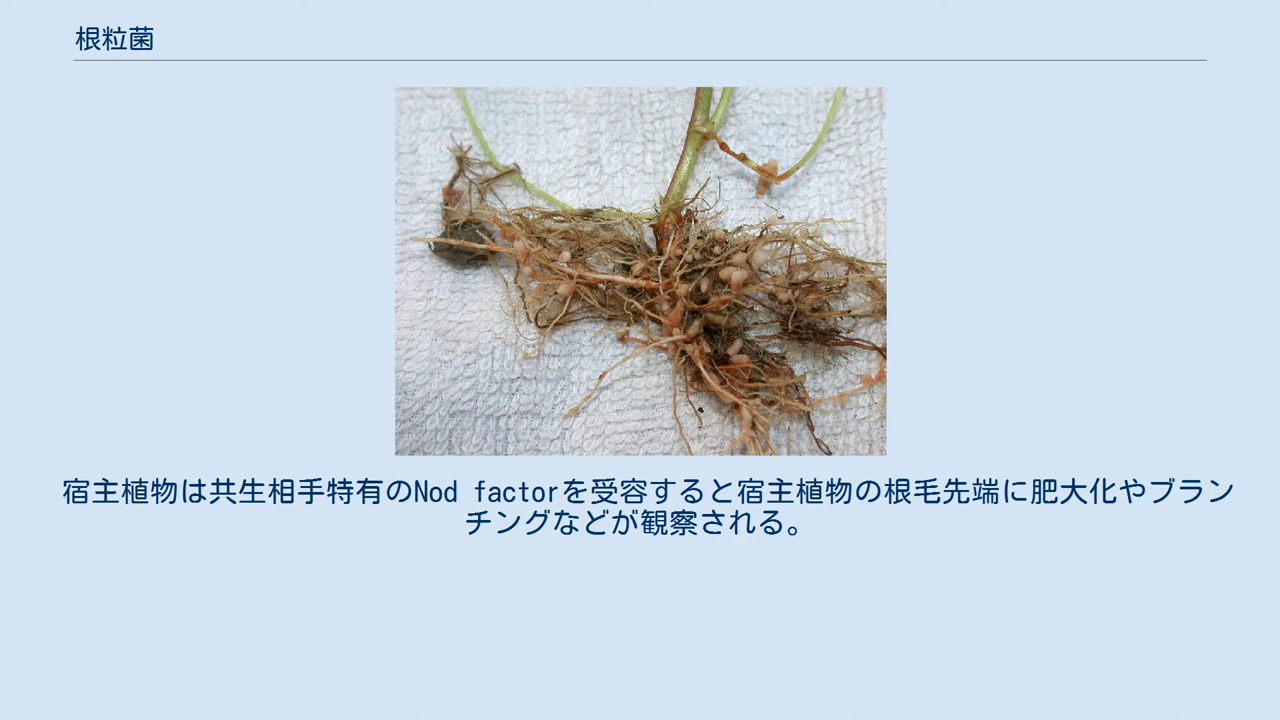 根粒菌
宿主植物は共生相手特有のNod factorを受容すると宿主植物の根毛先端に肥大化やブラン
チングなどが観察される。